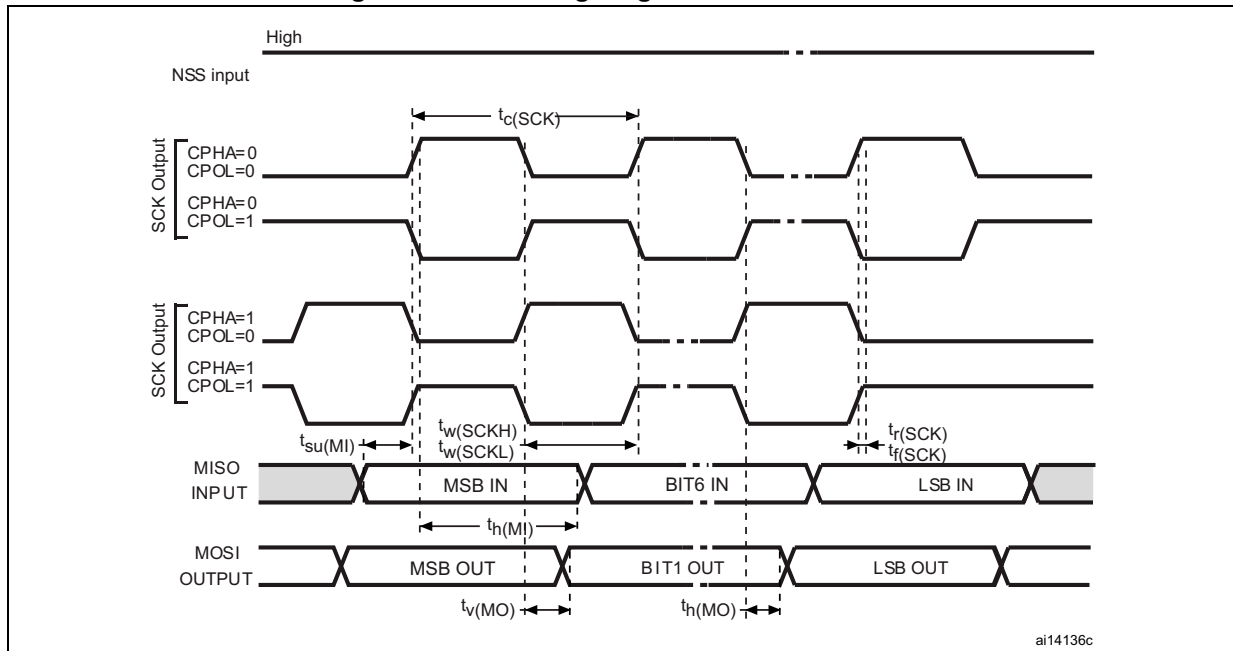 High
NSS input
tc(SCK)
SCK Output
CPHA=0
CPOL=0
CPHA=0
CPOL=1
SCK Output
CPHA=1
CPOL=0
CPHA=1
CPOL=1
tsu(MI)
tw(SCKH)
tw(SCKL)
tr(SCK)
tf(SCK)
MISO
INPUT
MSB IN
BIT6 IN
LSB IN
th(MI)
MOSI
OUTPUT
MSB OUT
BIT1 OUT
LSB OUT
tv(MO)
th(MO)
ai14136c